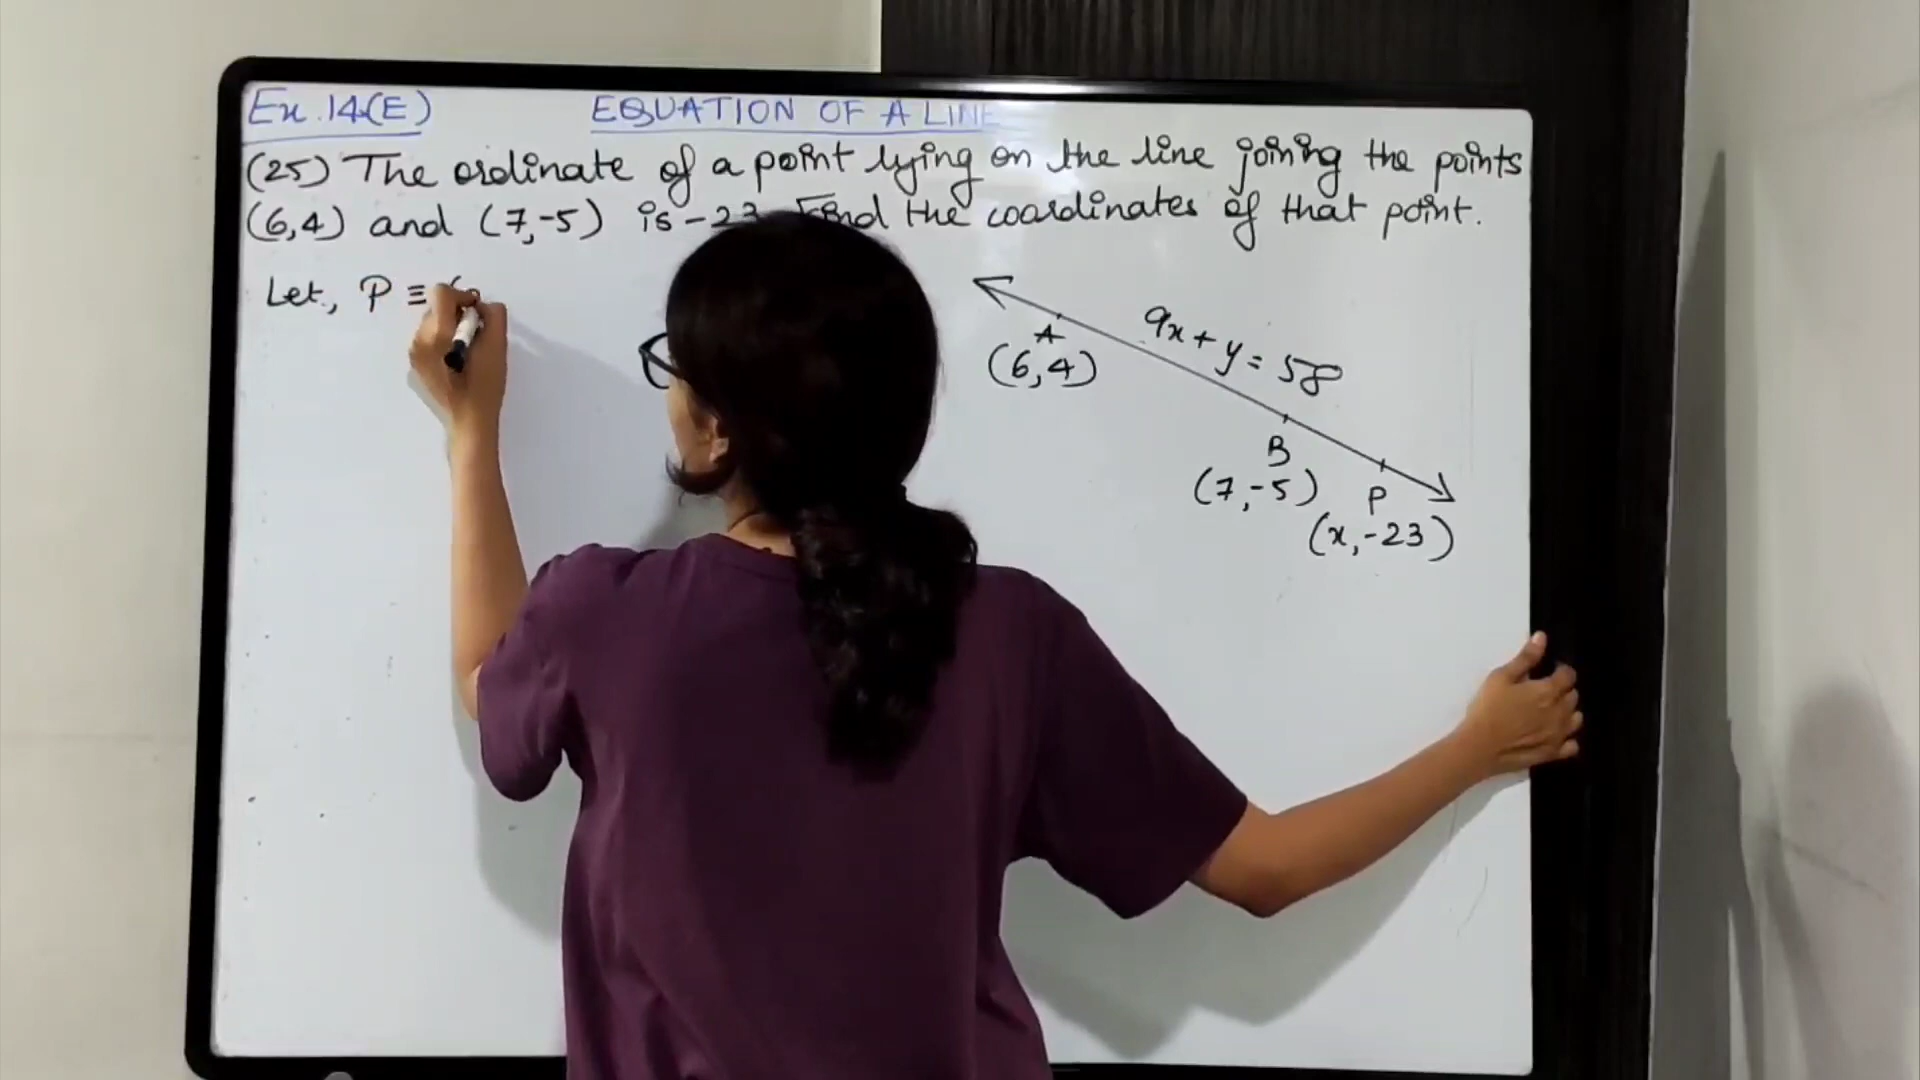 Ex.14(E) EQUATION OF A LINE
(25) The ordinate of a point lying on the line joining the points
(6,4) and (7,-5) is -23. Find the coordinates of that point.
Let, P ≡ (
A
(6,4)
9x + y = 58
B
(7,-5)
P
(x,-23)